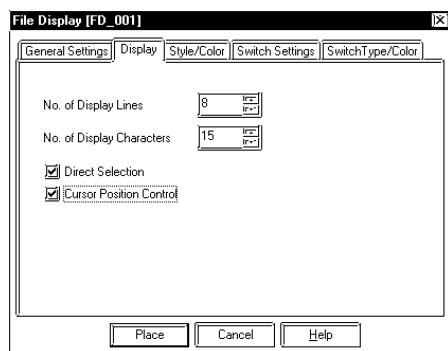 File Display [FD_001]
General Settings Display Style/Color Switch Settings SwitchType/Color
No. of Display Lines 8
No. of Display Characters 15
Direct Selection
Cursor Position Control
Place Cancel Help